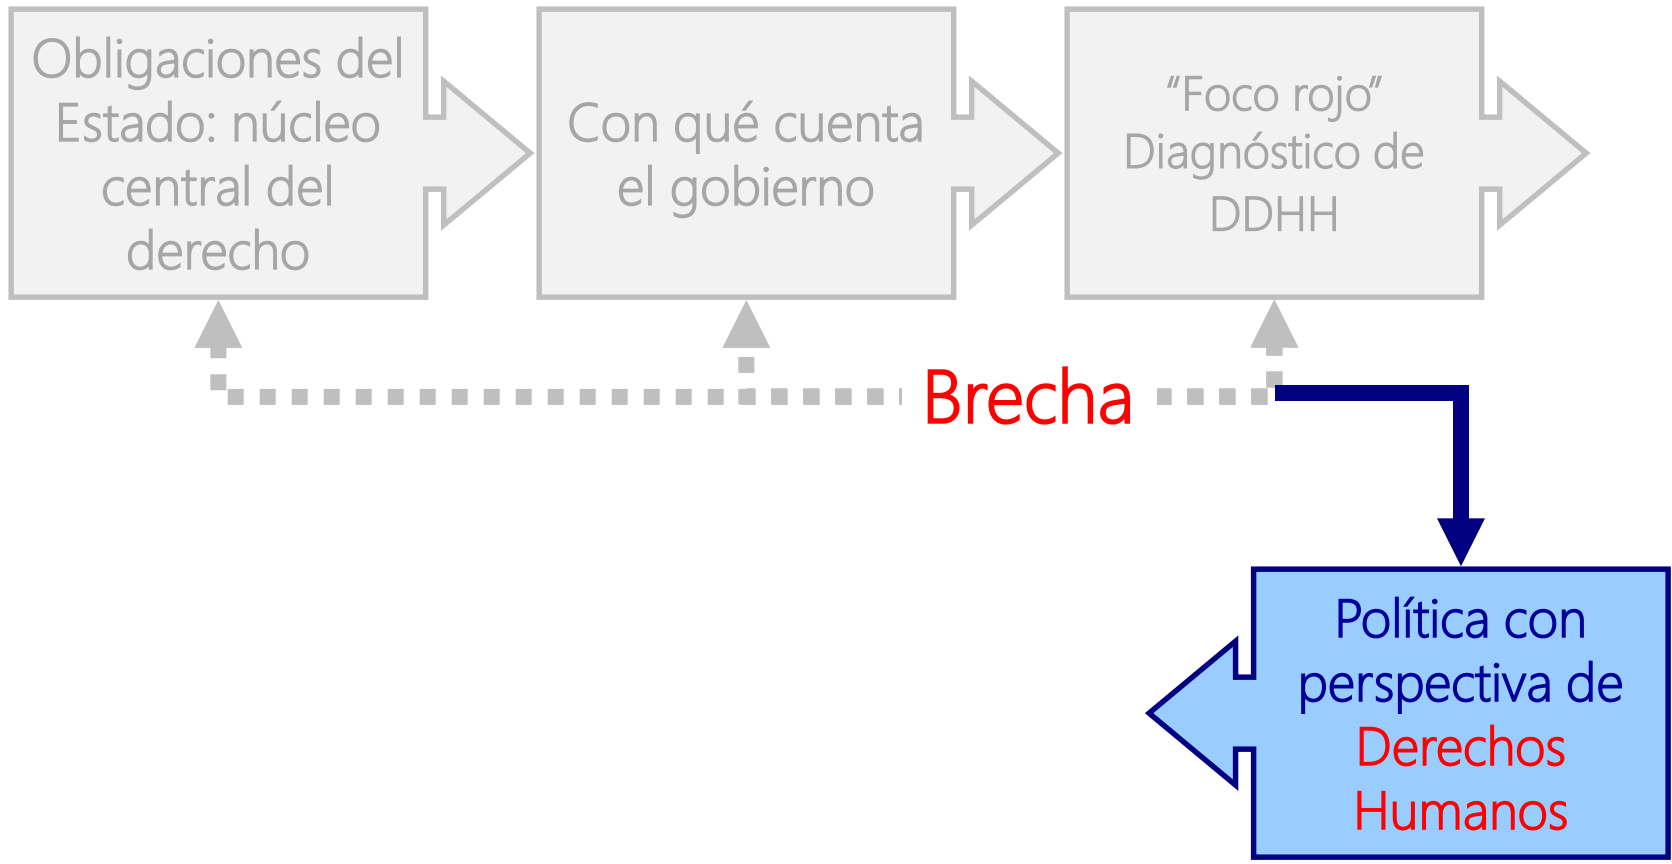 Obligaciones del
Estado: núcleo
central del
derecho
Con qué cuenta
el gobierno
“Foco rojo”
Diagnóstico de
DDHH
Brecha
Política con
perspectiva de
Derechos
Humanos